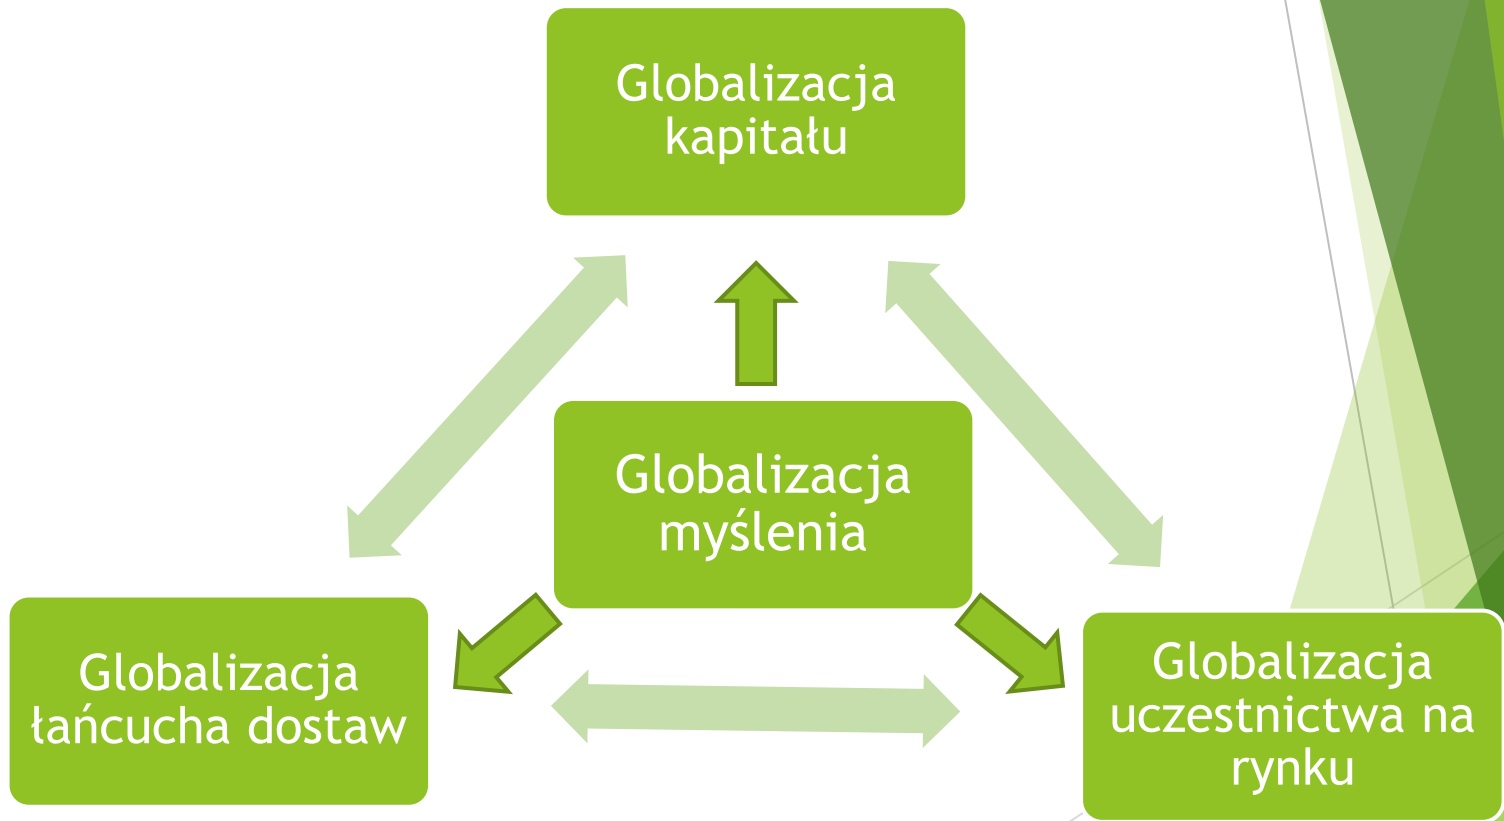 Globalizacja
kapitału
Globalizacja
myślenia
Globalizacja
łańcucha dostaw
Globalizacja
uczestnictwa na
rynku